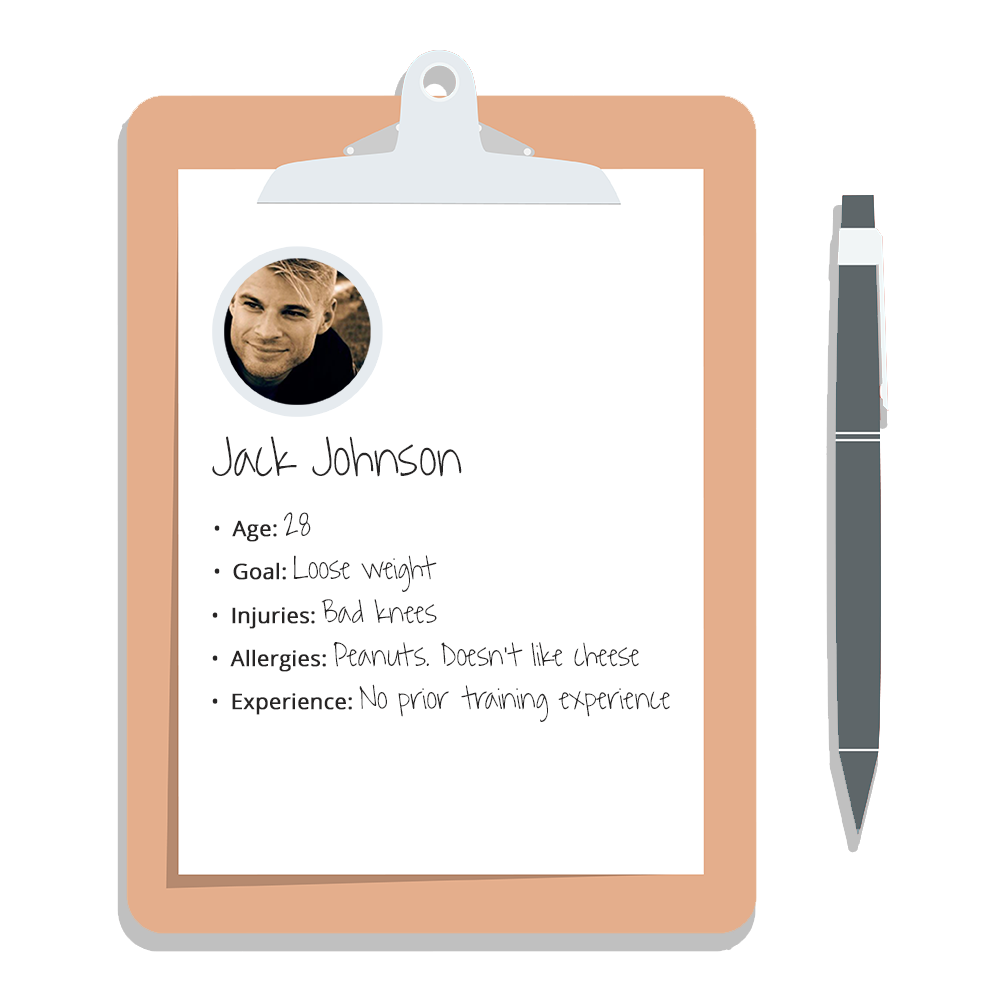 Jack Johnson
• Age: 28
• Goal: Loose weight
• Injuries: Bad knees
• Allergies: Peanuts. Doesn't like cheese
• Experience: No prior training experience